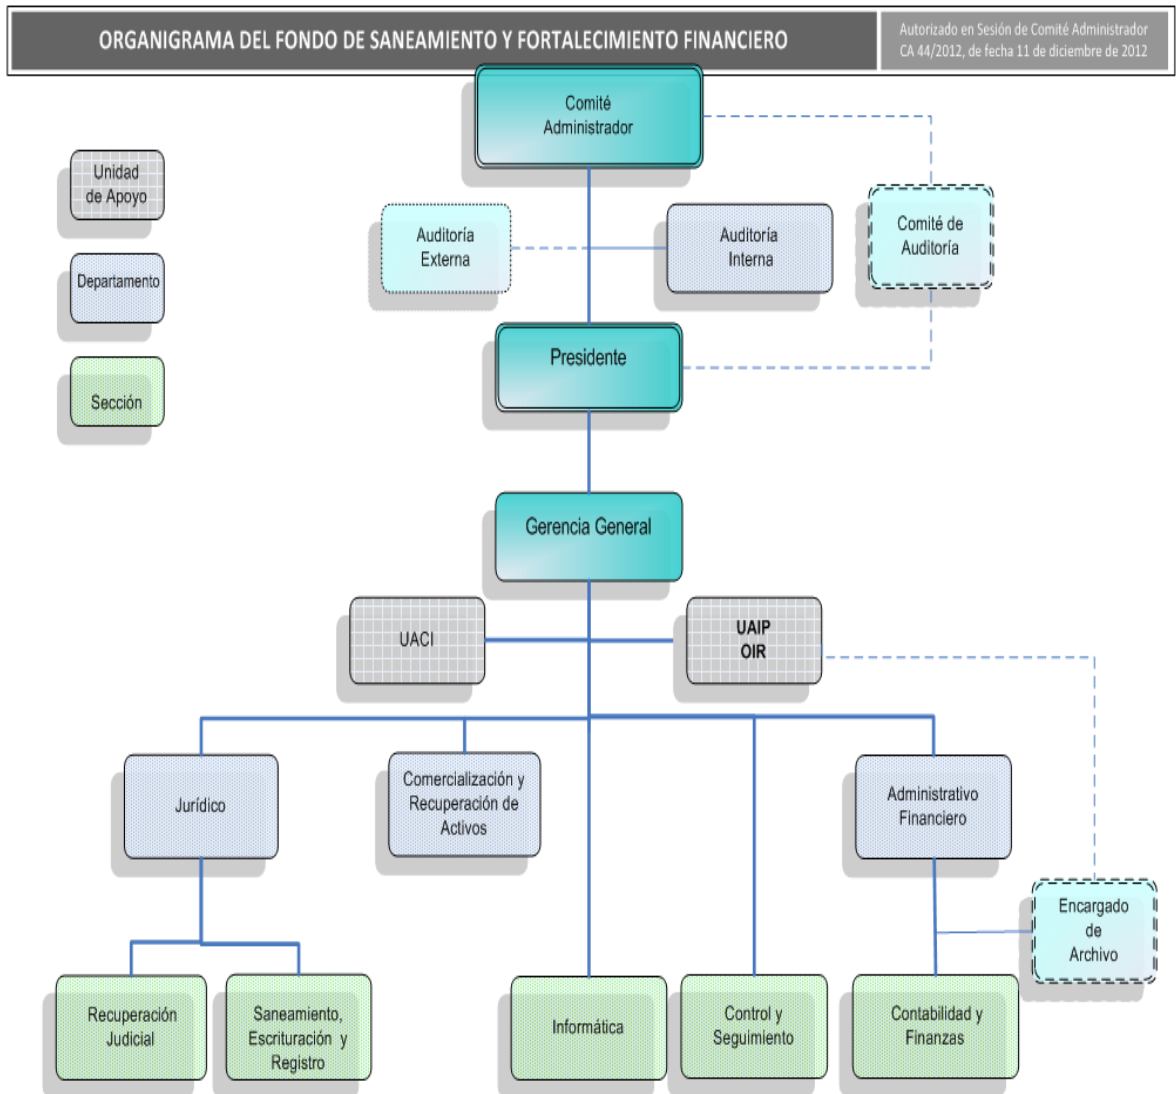 ORGANIGRAMA DEL FONDO DE SANEAMIENTO Y FORTALECIMIENTO FINANCIERO
Autorizado en Sesión de Comité Administrador
CA 44/2012, de fecha 11 de diciembre de 2012
Comité
Administrador
Unidad
de Apoyo
Departamento
Sección
Auditoría
Externa
Auditoría
Interna
Comité de
Auditoría
Presidente
Gerencia General
UACI
UAIP
OIR
Jurídico
Comercialización y
Recuperación de
Activos
Administrativo
Financiero
Encargado
de
Archivo
Recuperación
Judicial
Saneamiento,
Escrituración y
Registro
Informática
Control y
Seguimiento
Contabilidad y
Finanzas